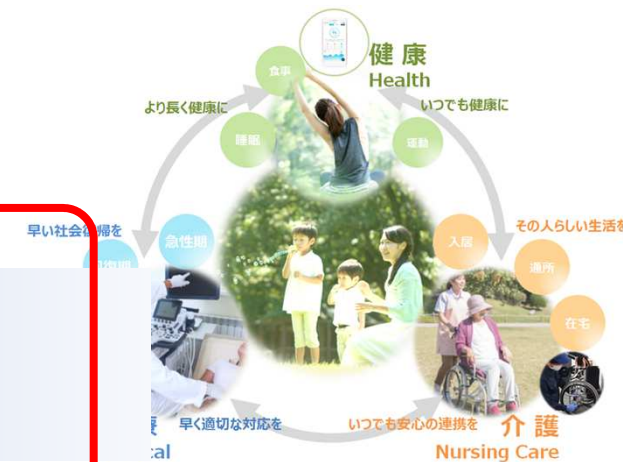 健康
Health
食事
より長く健康に
いつでも健康に
睡眠
運動
早い社会復帰を
急性期
その人らしい生活を
入居
通所
在宅
早く適切な対応を
いつでも安心の連携を
介護
Nursing Care